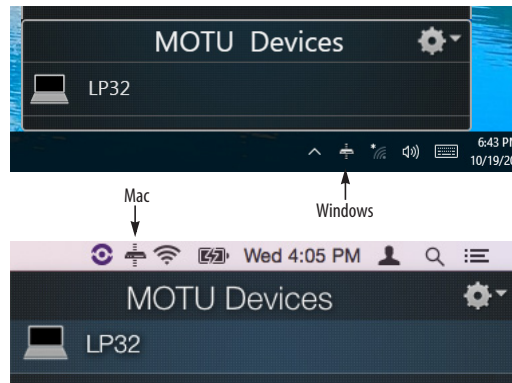 MOTU Devices
LP32
6:43 PM
10/19/20
Mac
Windows
Wed 4:05 PM
MOTU Devices
LP32